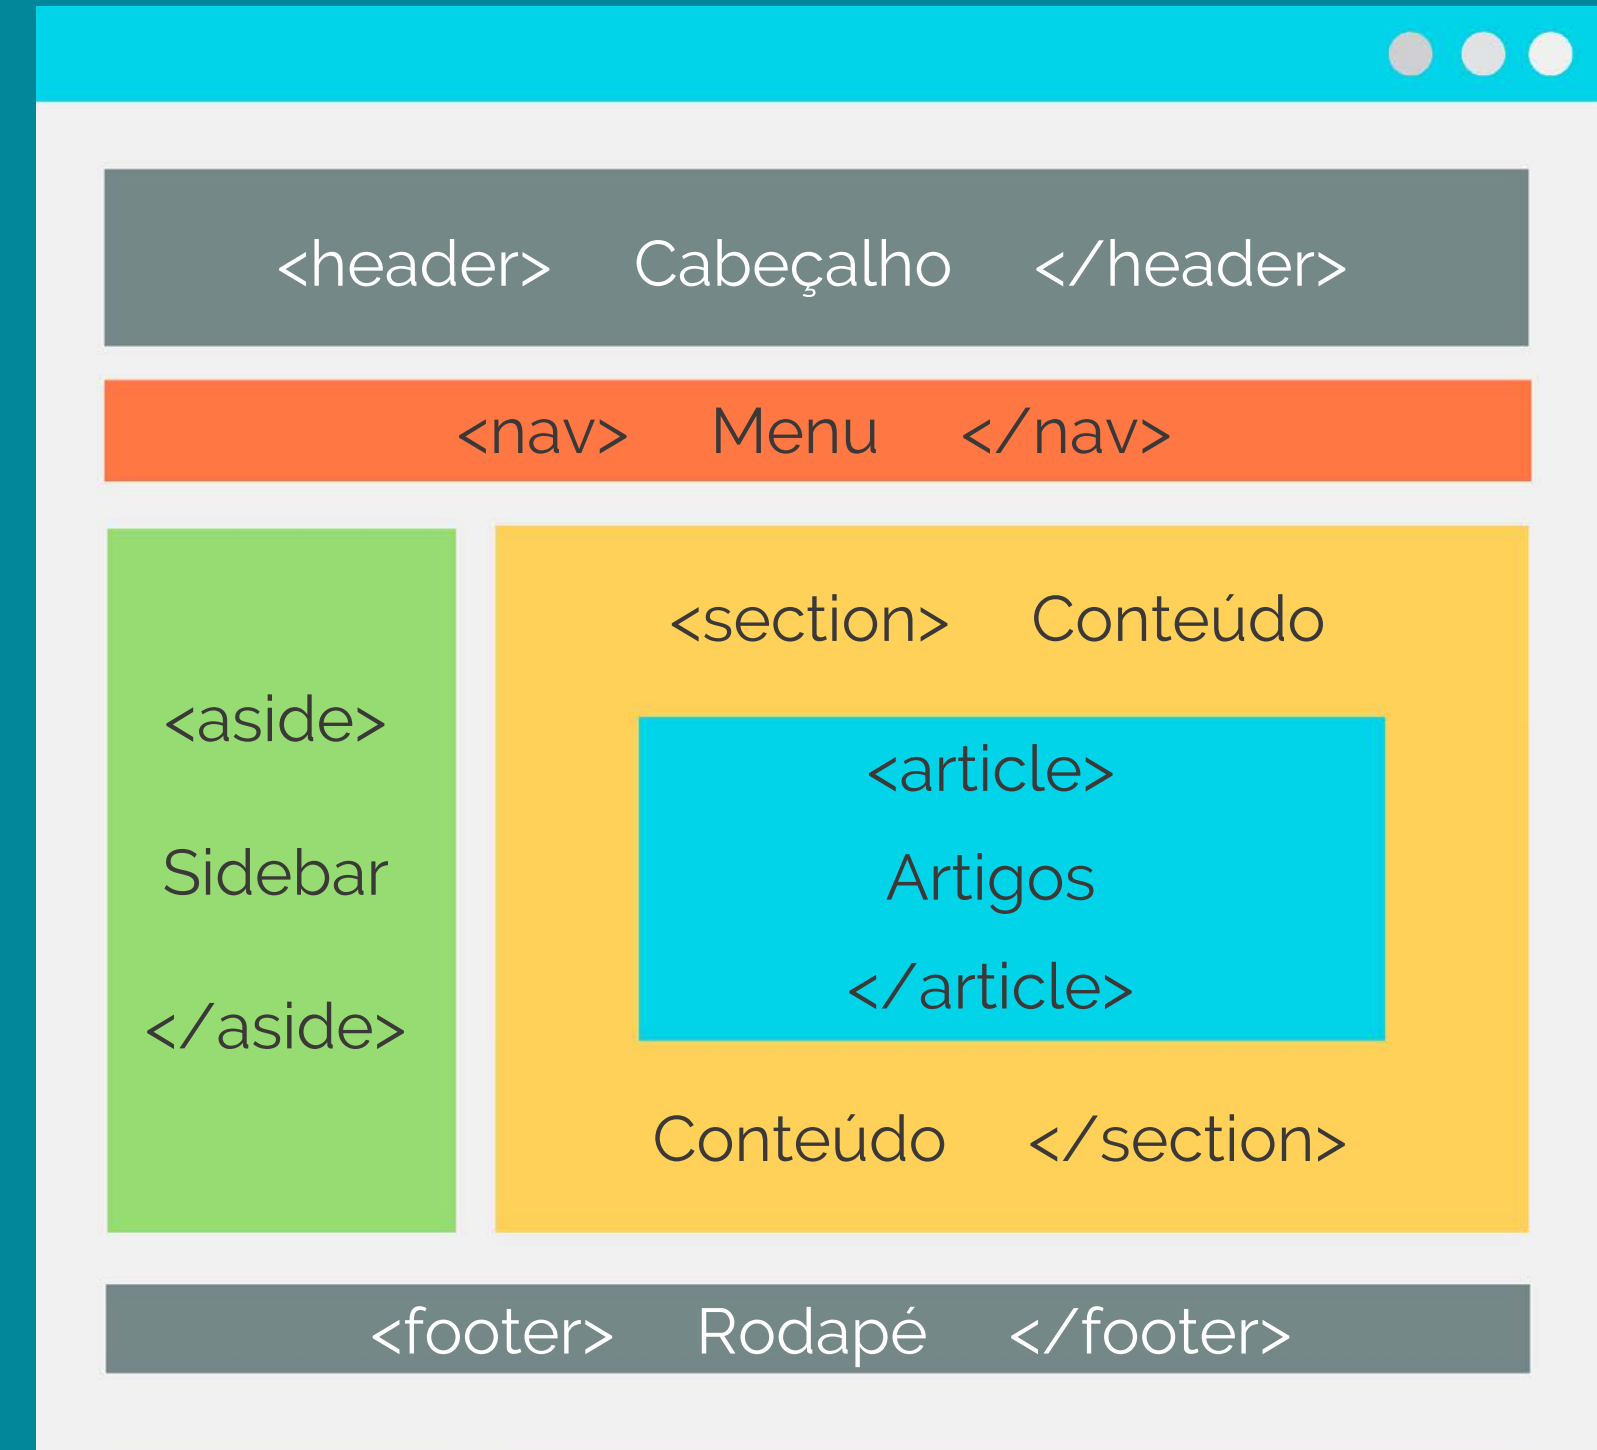 <header> Cabeçalho </header>
<nav> Menu </nav>
<aside>
Sidebar
</aside>
<section> Conteúdo
<article>
Artigos
</article>
Conteúdo </section>
<footer> Rodapé </footer>